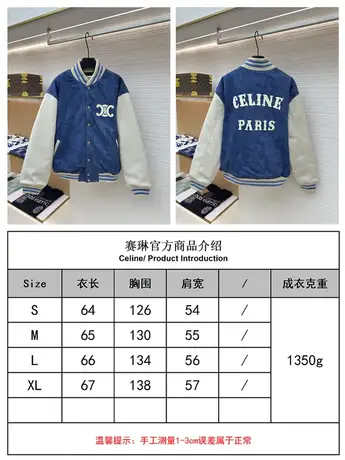 CELINE
PARIS
赛琳官方商品介绍
Celine/ Product Introduction
Size 衣长 胸围 肩宽 / 成衣克重
S 64 126 54 /
M 65 130 55 /
L 66 134 56 / 1350g
XL 67 138 57 /
/
温馨提示：手工测量1-3cm误差属于正常